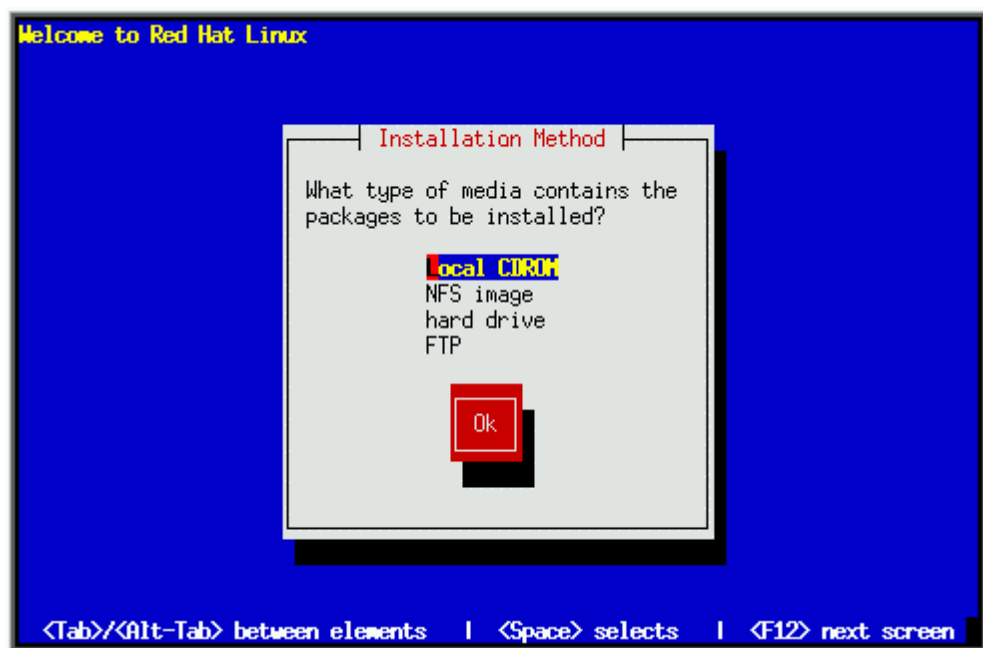 Welcome to Red Hat Linux
Installation Method
What type of media contains the
packages to be installed?
Local CDROM
NFS image
hard drive
FTP
Ok
<Tab>/<Alt-Tab> between elements | <Space> selects | <F12> next screen